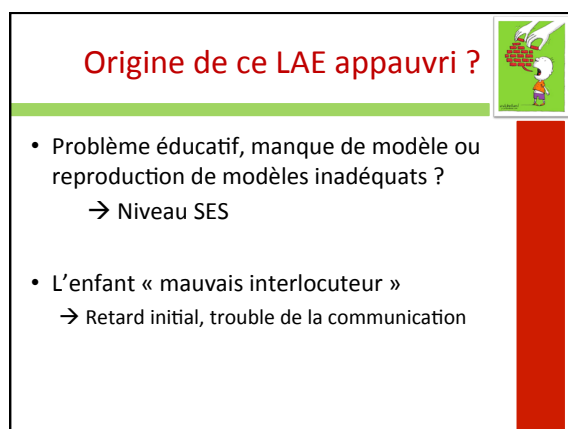 Origine de ce LAE appauvri ?
• Problème éducatif, manque de modèle ou
reproduction de modèles inadéquats ?
→ Niveau SES
• L'enfant « mauvais interlocuteur »
→ Retard initial, trouble de la communication